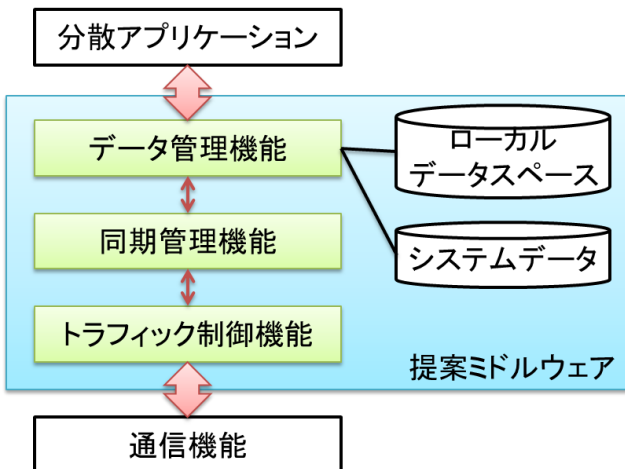 分散アプリケーション
データ管理機能
ローカル
データスペース
同期管理機能
システムデータ
トラフィック制御機能
提案ミドルウェア
通信機能